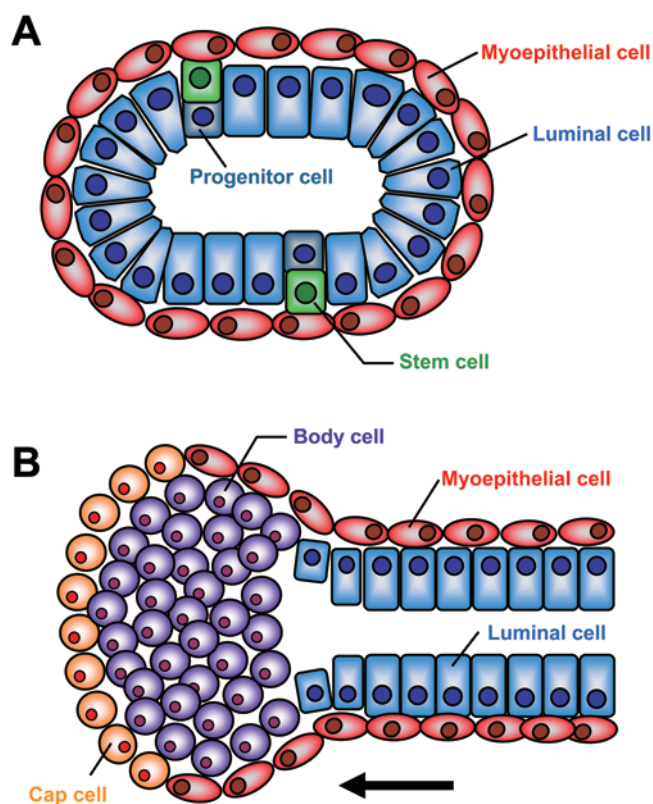 A
Myoepithelial cell
Luminal cell
Progenitor cell
Stem cell
B
Body cell
Myoepithelial cell
Luminal cell
Cap cell